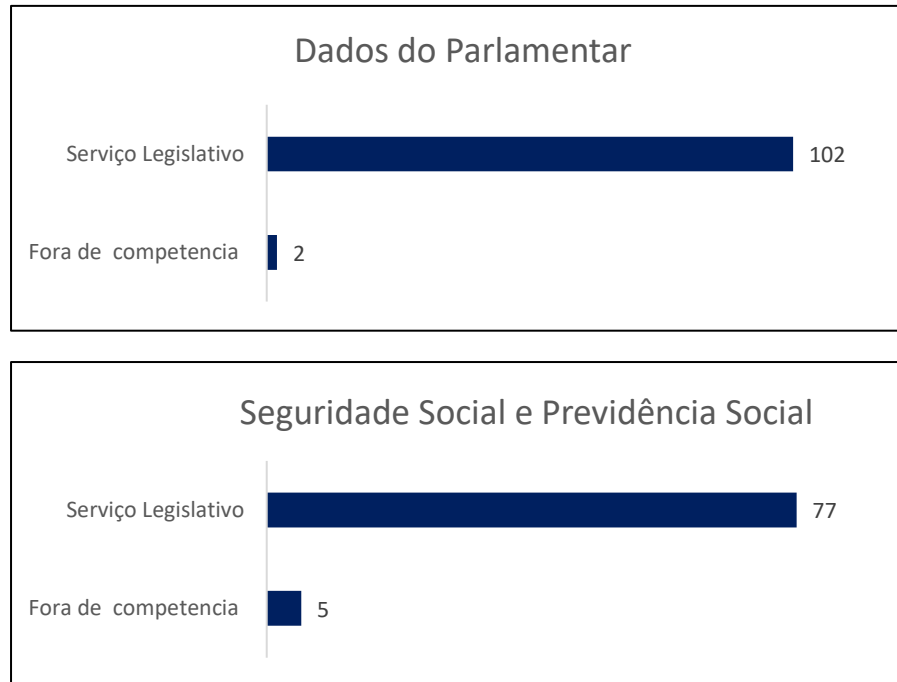 Dados do Parlamentar
Serviço Legislativo 102
Fora de competencia 2
Seguridade Social e Previdência Social
Serviço Legislativo 77
Fora de competencia 5